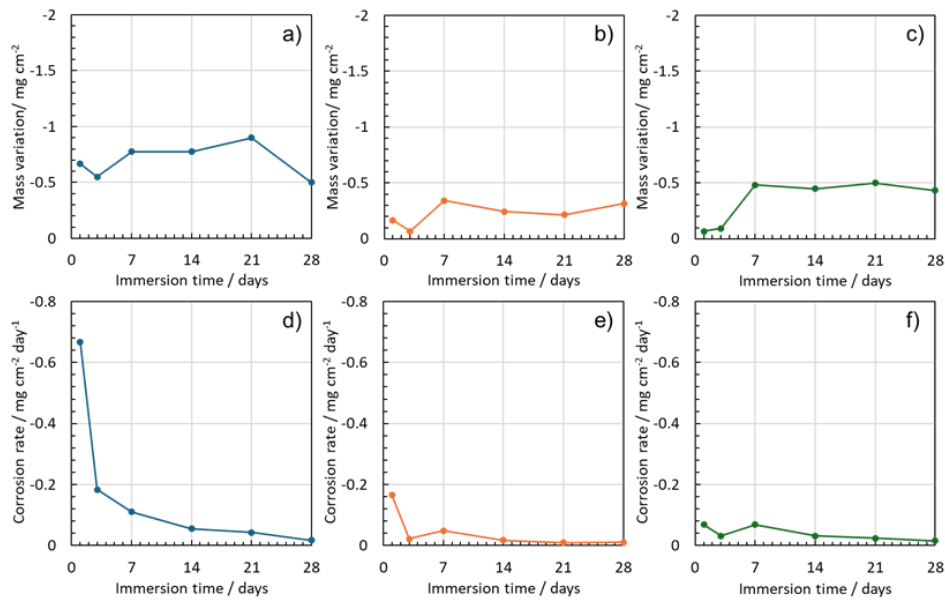 a)
Mass variation/ mg cm⁻²
-2
-1.5
-1
-0.5
0
0 7 14 21 28
Immersion time / days
b)
Mass variation/ mg cm⁻²
-2
-1.5
-1
-0.5
0
0 7 14 21 28
Immersion time / days
c)
Mass variation/ mg cm⁻²
-2
-1.5
-1
-0.5
0
0 7 14 21 28
Immersion time / days
d)
Corrosion rate / mg cm⁻² day⁻¹
-0.8
-0.6
-0.4
-0.2
0
0 7 14 21 28
Immersion time / days
e)
Corrosion rate / mg cm⁻² day⁻¹
-0.8
-0.6
-0.4
-0.2
0
0 7 14 21 28
Immersion time / days
f)
Corrosion rate / mg cm⁻² day⁻¹
-0.8
-0.6
-0.4
-0.2
0
0 7 14 21 28
Immersion time / days